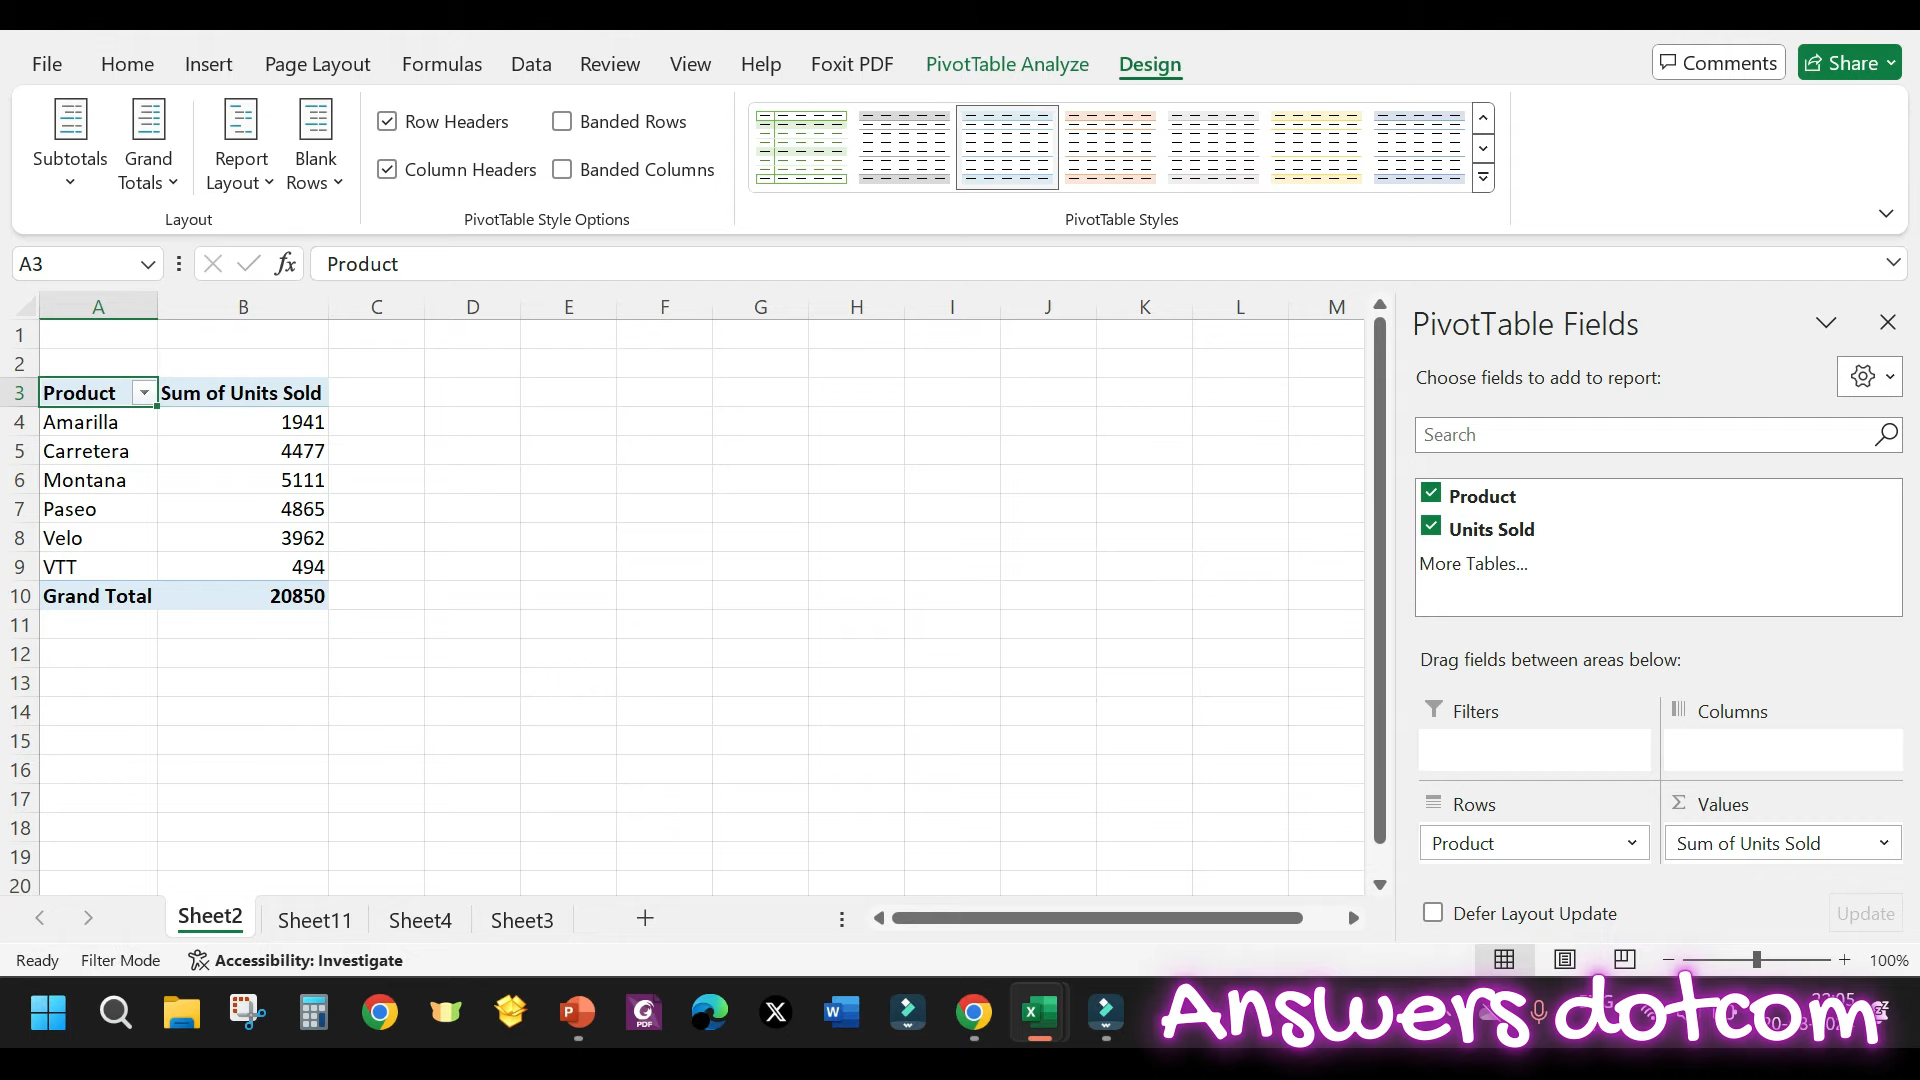 File Home Insert Page Layout Formulas Data Review View Help Foxit PDF PivotTable Analyze Design Comments Share
Subtotals Grand Totals Report Layout Blank Rows
Row Headers Banded Rows
Column Headers Banded Columns
Layout PivotTable Style Options PivotTable Styles
A3 fx Product
A B C D E F G H I J K L M
1
2
3 Product Sum of Units Sold
4 Amarilla 1941
5 Carretera 4477
6 Montana 5111
7 Paseo 4865
8 Velo 3962
9 VTT 494
10 Grand Total 20850
11
12
13
14
15
16
17
18
19
20
PivotTable Fields
Choose fields to add to report:
Search
Product
Units Sold
More Tables...
Drag fields between areas below:
Filters Columns
Rows Σ Values
Product Sum of Units Sold
Defer Layout Update Update
Sheet2 Sheet11 Sheet4 Sheet3
Ready Filter Mode Accessibility: Investigate 100%
Answers dotcom